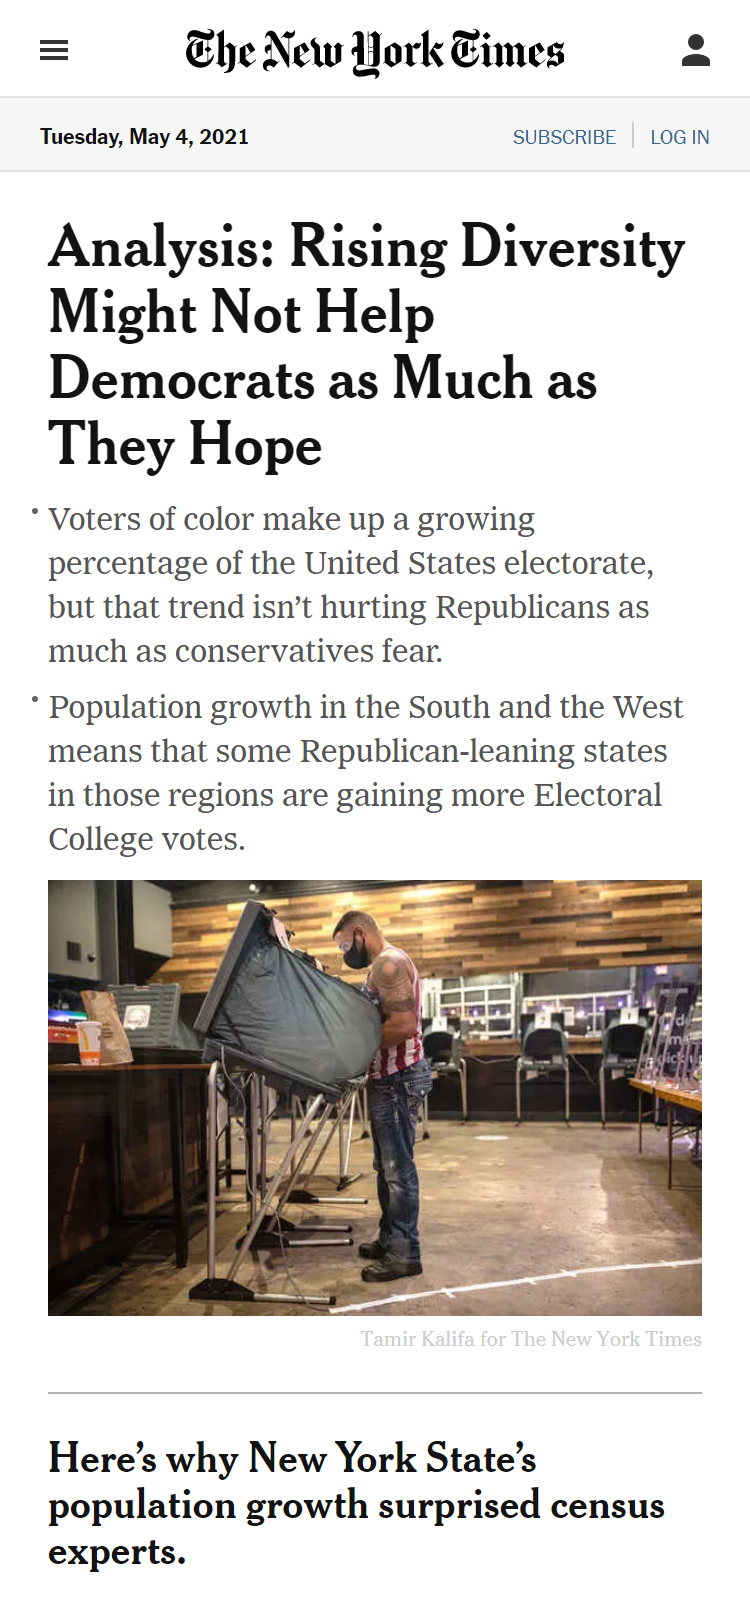 The New York Times
Tuesday, May 4, 2021
SUBSCRIBE
LOG IN
Analysis: Rising Diversity
Might Not Help
Democrats as Much as
They Hope
• Voters of color make up a growing
percentage of the United States electorate,
but that trend isn’t hurting Republicans as
much as conservatives fear.
• Population growth in the South and the West
means that some Republican-leaning states
in those regions are gaining more Electoral
College votes.
Tamir Kalifa for The New York Times
Here’s why New York State’s
population growth surprised census
experts.